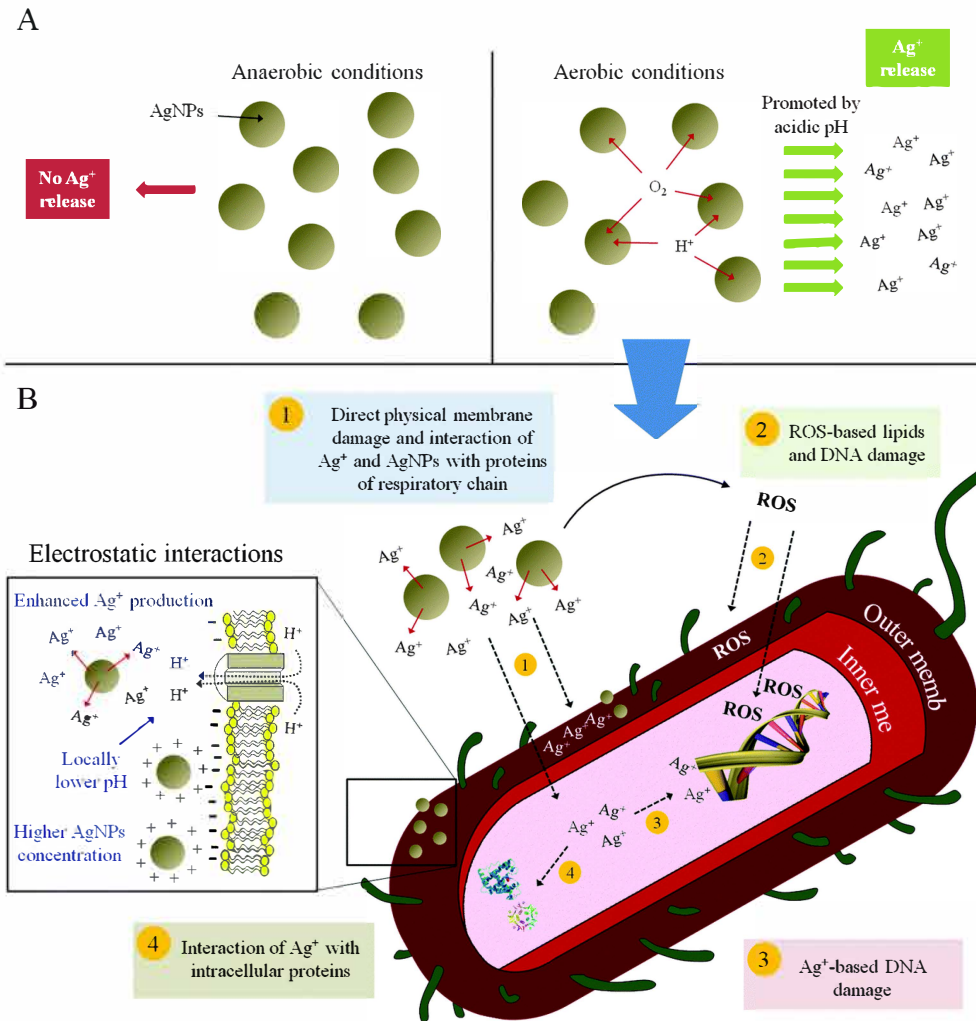 A
Anaerobic conditions
AgNPs
No Ag⁺
release
Aerobic conditions
O₂
H⁺
Ag⁺
release
Promoted by
acidic pH
Ag⁺
Ag⁺
Ag⁺
Ag⁺
Ag⁺
Ag⁺
Ag⁺
Ag⁺
Ag⁺
B
1
Direct physical membrane
damage and interaction of
Ag⁺ and AgNPs with proteins
of respiratory chain
2
ROS-based lipids
and DNA damage
ROS
2
Ag⁺
Ag⁺
Ag⁺
Ag⁺
Ag⁺
Ag⁺
Ag⁺
Ag⁺
1
Electrostatic interactions
Enhanced Ag⁺ production
Ag⁺
Ag⁺
Ag⁺
Ag⁺
Ag⁺
Ag⁺
H⁺
H⁺
H⁺
H⁺
Locally
lower pH
Higher AgNPs
concentration
ROS
Outer memb
Inner me
ROS
ROS
Ag⁺
Ag⁺
Ag⁺
Ag⁺
Ag⁺
Ag⁺
Ag⁺
Ag⁺
3
4
4
Interaction of Ag⁺ with
intracellular proteins
3
Ag⁺-based DNA
damage